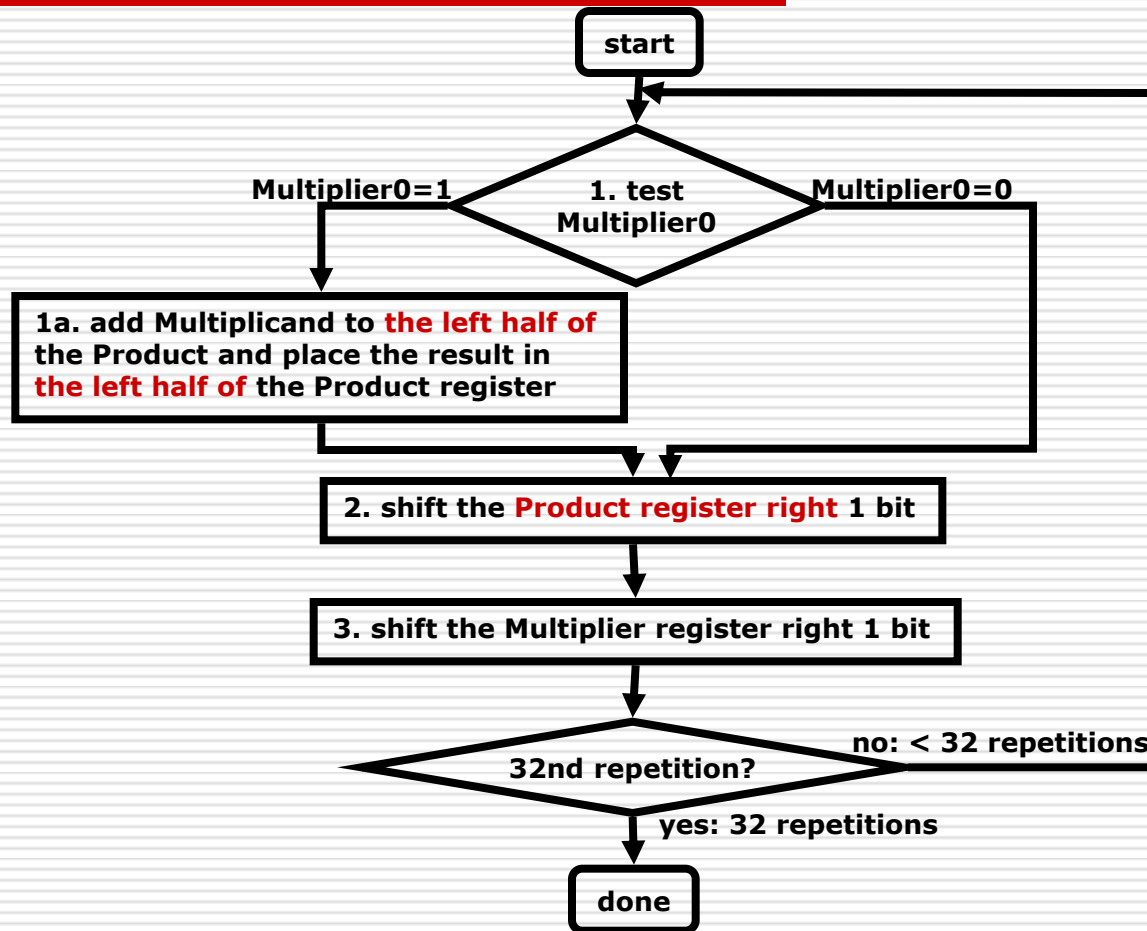 start
Multiplier0=1
1. test
Multiplier0
Multiplier0=0
1a. add Multiplicand to the left half of
the Product and place the result in
the left half of the Product register
2. shift the Product register right 1 bit
3. shift the Multiplier register right 1 bit
32nd repetition?
no: < 32 repetitions
yes: 32 repetitions
done